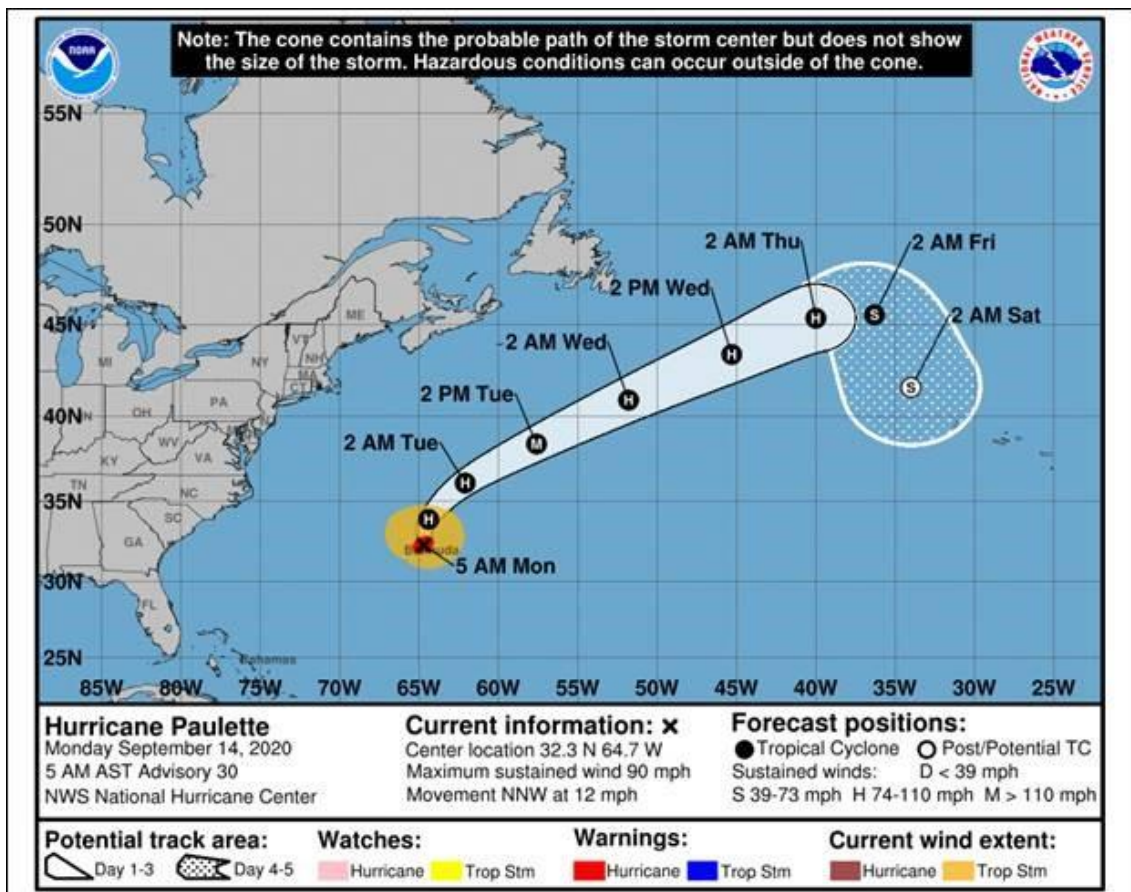 Note: The cone contains the probable path of the storm center but does not show
the size of the storm. Hazardous conditions can occur outside of the cone.
NOAA
NATIONAL WEATHER SERVICE
55N
50N
2 AM Thu
2 AM Fri
2 PM Wed
ME
45N
H
S
2 AM Sat
VT
NH
2 AM Wed
H
MI
NY
MA
CT
S
2 PM Tue
H
PA
40N
OH
M
WV
2 AM Tue
KY
VA
H
TN
NC
35N
SC
H
GA
Bermuda
5 AM Mon
30N
FL
25N
Bahamas
85W 80W 75W 70W 65W 60W 55W 50W 45W 40W 35W 30W 25W
Hurricane Paulette
Monday September 14, 2020
5 AM AST Advisory 30
NWS National Hurricane Center
Current information: ×
Center location 32.3 N 64.7 W
Maximum sustained wind 90 mph
Movement NNW at 12 mph
Forecast positions:
Tropical Cyclone Post/Potential TC
Sustained winds: D < 39 mph
S 39-73 mph H 74-110 mph M > 110 mph
Potential track area:
Day 1-3 Day 4-5
Watches:
Hurricane Trop Stm
Warnings:
Hurricane Trop Stm
Current wind extent:
Hurricane Trop Stm